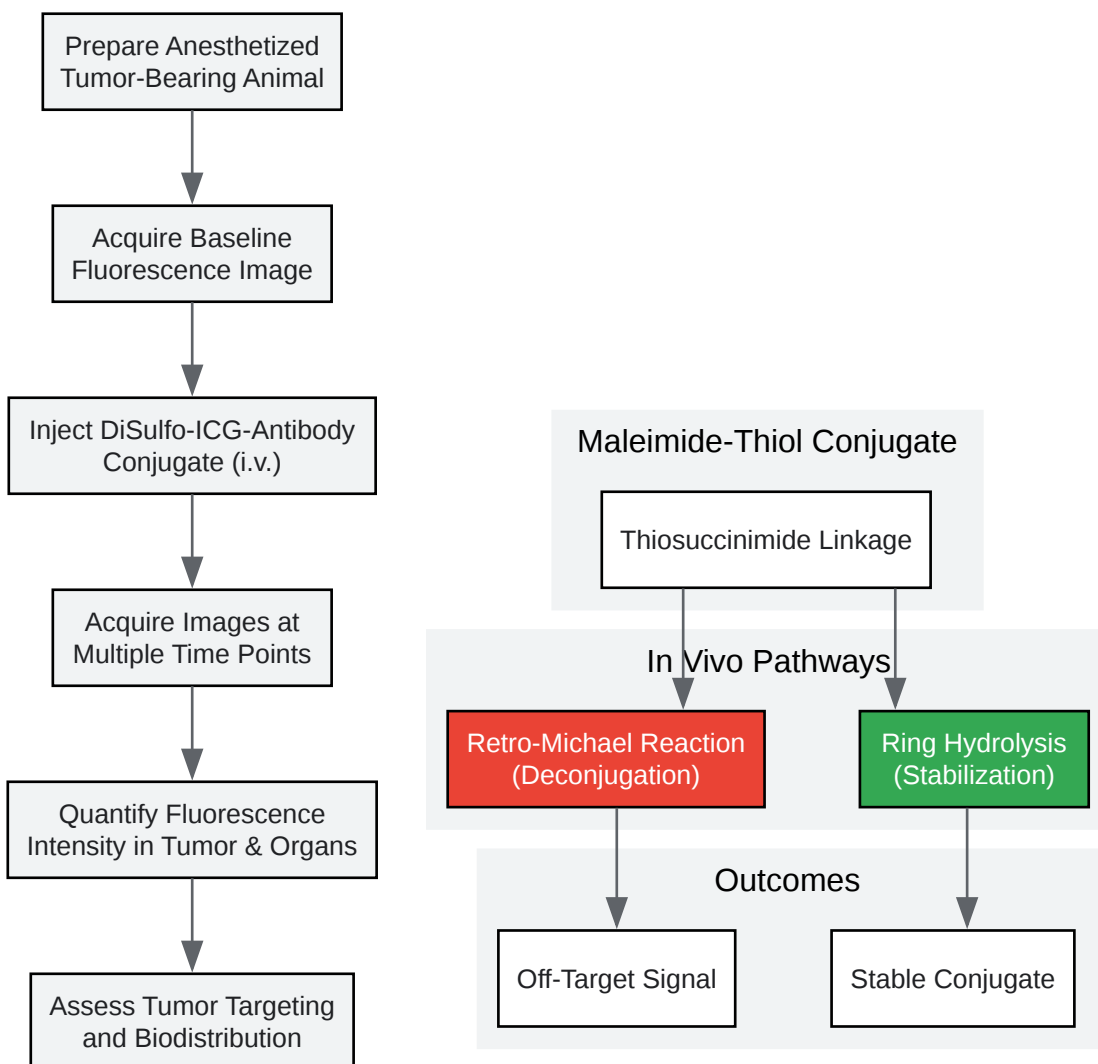 Prepare Anesthetized
Tumor-Bearing Animal
Acquire Baseline
Fluorescence Image
Inject DiSulfo-ICG-Antibody
Conjugate (i.v.)
Acquire Images at
Multiple Time Points
Quantify Fluorescence
Intensity in Tumor & Organs
Assess Tumor Targeting
and Biodistribution
Maleimide-Thiol Conjugate
Thiosuccinimide Linkage
In Vivo Pathways
Retro-Michael Reaction
(Deconjugation)
Ring Hydrolysis
(Stabilization)
Outcomes
Off-Target Signal
Stable Conjugate